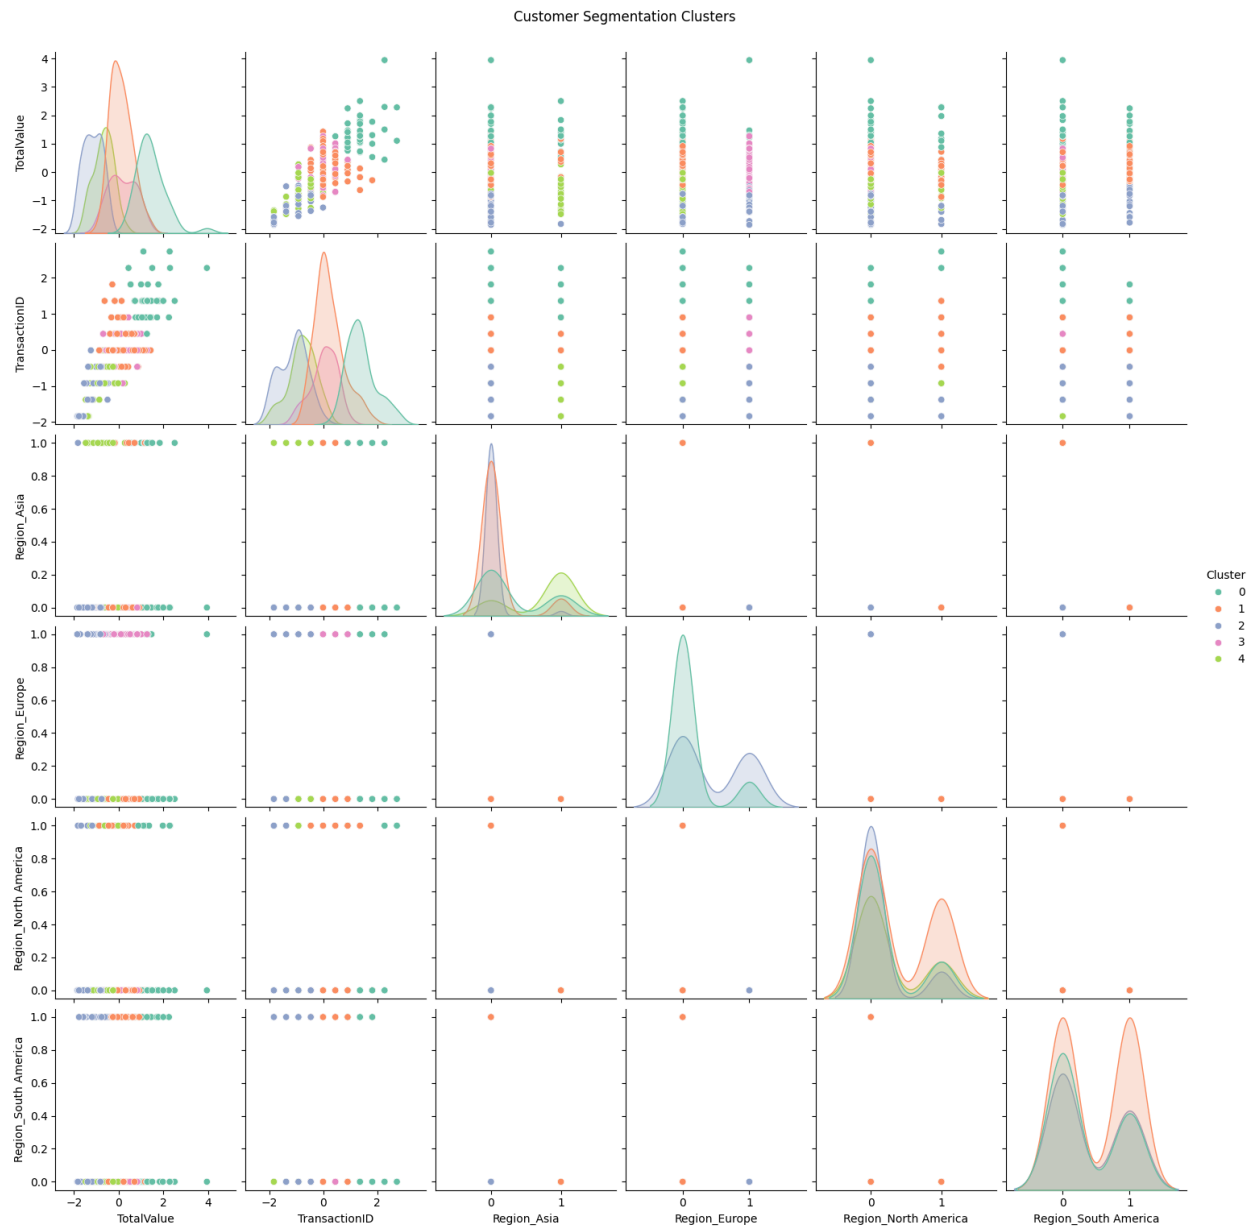 Customer Segmentation Clusters
TotalValue
4
3
2
1
0
−1
−2
TransactionID
2
1
0
−1
−2
Region_Asia
1.0
0.8
0.6
0.4
0.2
0.0
Region_Europe
1.0
0.8
0.6
0.4
0.2
0.0
Region_North America
1.0
0.8
0.6
0.4
0.2
0.0
Region_South America
1.0
0.8
0.6
0.4
0.2
0.0
−2 0 2 4
−2 0 2
0 1
0 1
0 1
0 1
TotalValue
TransactionID
Region_Asia
Region_Europe
Region_North America
Region_South America
Cluster
0
1
2
3
4